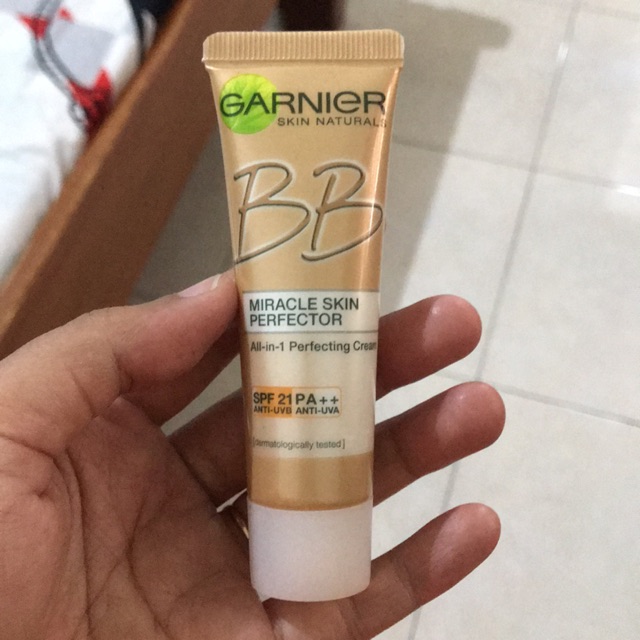 GARNIER
SKIN NATURALS
BB
MIRACLE SKIN
PERFECTOR
All-in-1 Perfecting Cream
SPF 21 PA++
ANTI-UVB ANTI-UVA
[dermatologically tested]